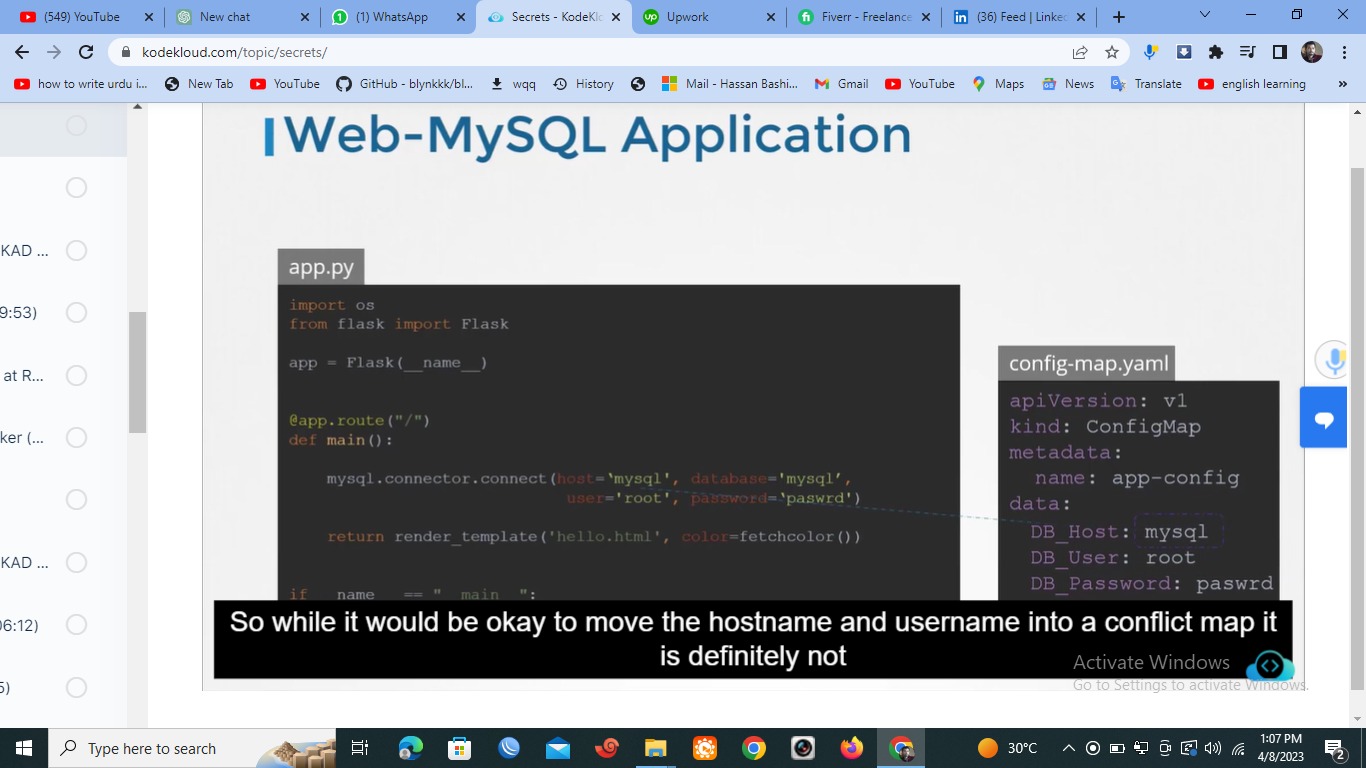 (549) YouTube
New chat
(1) WhatsApp
Secrets - KodeKlo
Upwork
Fiverr - Freelance
(36) Feed | Linked
kodekloud.com/topic/secrets/
how to write urdu i...
New Tab
YouTube
GitHub - blynkkk/bl...
wqq
History
Mail - Hassan Bashi...
Gmail
YouTube
Maps
News
Translate
english learning
»
Web-MySQL Application
KAD ...
9:53)
at R...
ker (...
KAD ...
06:12)
5)
app.py
import os
from flask import Flask
app = Flask(__name__)
@app.route("/")
def main():
mysql.connector.connect(host='mysql', database='mysql',
user='root', password='paswrd')
return render_template('hello.html', color=fetchcolor())
if __name__ == "__main__":
config-map.yaml
apiVersion: v1
kind: ConfigMap
metadata:
name: app-config
data:
DB_Host: mysql
DB_User: root
DB_Password: paswrd
So while it would be okay to move the hostname and username into a conflict map it
is definitely not
Activate Windows
Go to Settings to activate Windows.
Type here to search
30°C
1:07 PM
4/8/2023
2